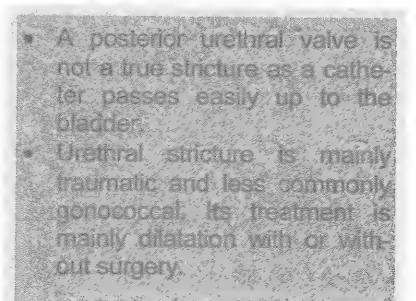 • A posterior urethral valve is
not a true stricture as a cathe-
ter passes easily up to the
bladder.
• Urethral stricture is mainly
traumatic and less commonly
gonococcal. Its treatment is
mainly dilatation with or with-
out surgery.